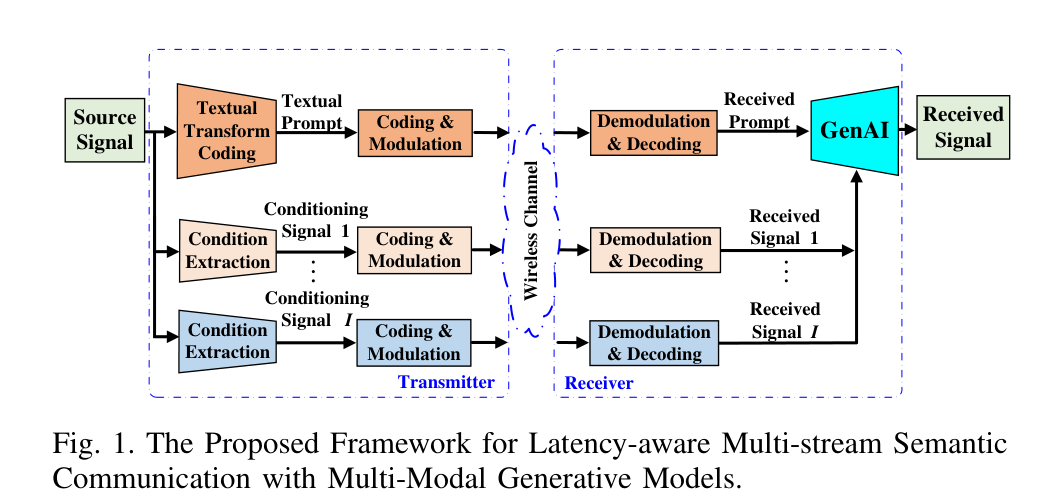 Source
Signal
Textual
Transform
Coding
Textual
Prompt
Coding &
Modulation
Demodulation
& Decoding
Received
Prompt
GenAI
Received
Signal
Condition
Extraction
Conditioning
Signal 1
Coding &
Modulation
Wireless Channel
Demodulation
& Decoding
Received
Signal 1
Condition
Extraction
Conditioning
Signal I
Coding &
Modulation
Demodulation
& Decoding
Received
Signal I
Transmitter
Receiver
Fig. 1. The Proposed Framework for Latency-aware Multi-stream Semantic
Communication with Multi-Modal Generative Models.